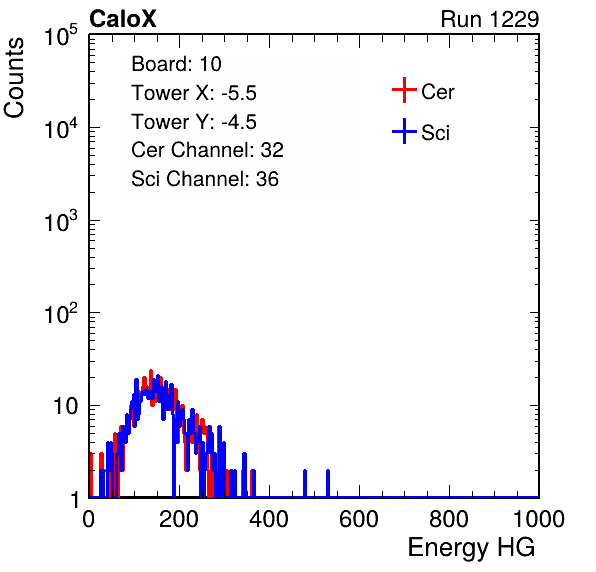 CaloX Run 1229
Counts
Board: 10
Tower X: -5.5
Tower Y: -4.5
Cer Channel: 32
Sci Channel: 36
Cer
Sci
10^5
10^4
10^3
10^2
10
1
0 200 400 600 800 1000
Energy HG